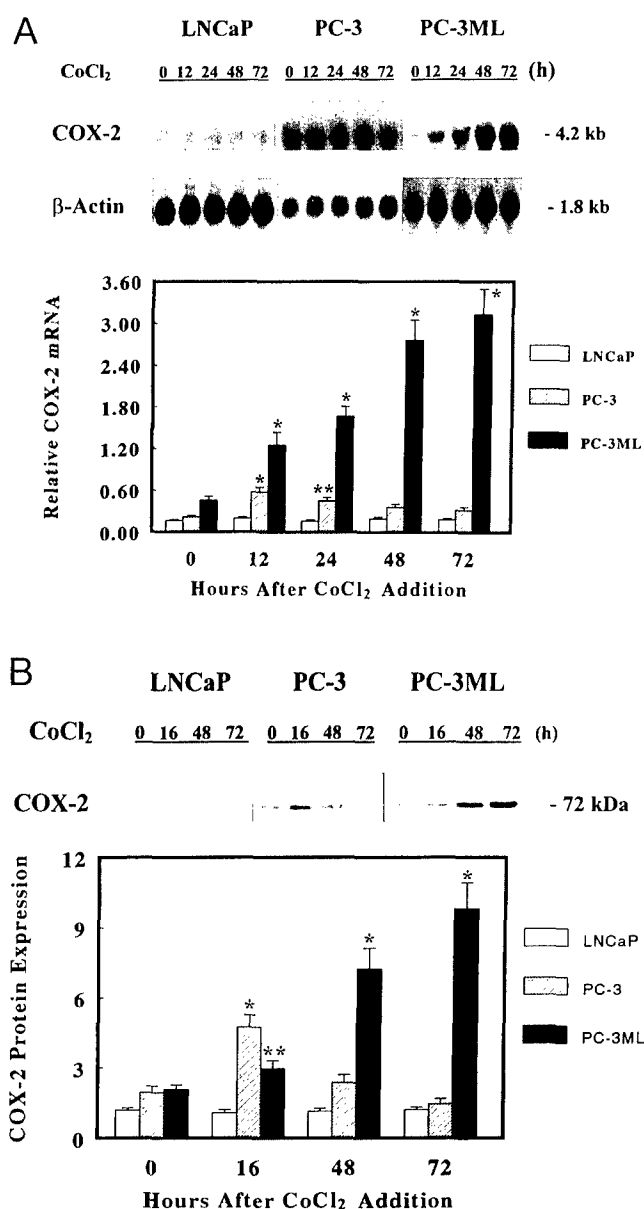 A
LNCaP PC-3 PC-3ML
CoCl₂ 0 12 24 48 72 0 12 24 48 72 0 12 24 48 72 (h)
COX-2 - 4.2 kb
β-Actin - 1.8 kb
Relative COX-2 mRNA
3.60
3.00
2.40
1.80
1.20
0.60
0.00
* ** * * * *
LNCaP
PC-3
PC-3ML
0 12 24 48 72
Hours After CoCl₂ Addition
B
LNCaP PC-3 PC-3ML
CoCl₂ 0 16 48 72 0 16 48 72 0 16 48 72 (h)
COX-2 - 72 kDa
COX-2 Protein Expression
12
9
6
3
0
* ** * *
LNCaP
PC-3
PC-3ML
0 16 48 72
Hours After CoCl₂ Addition